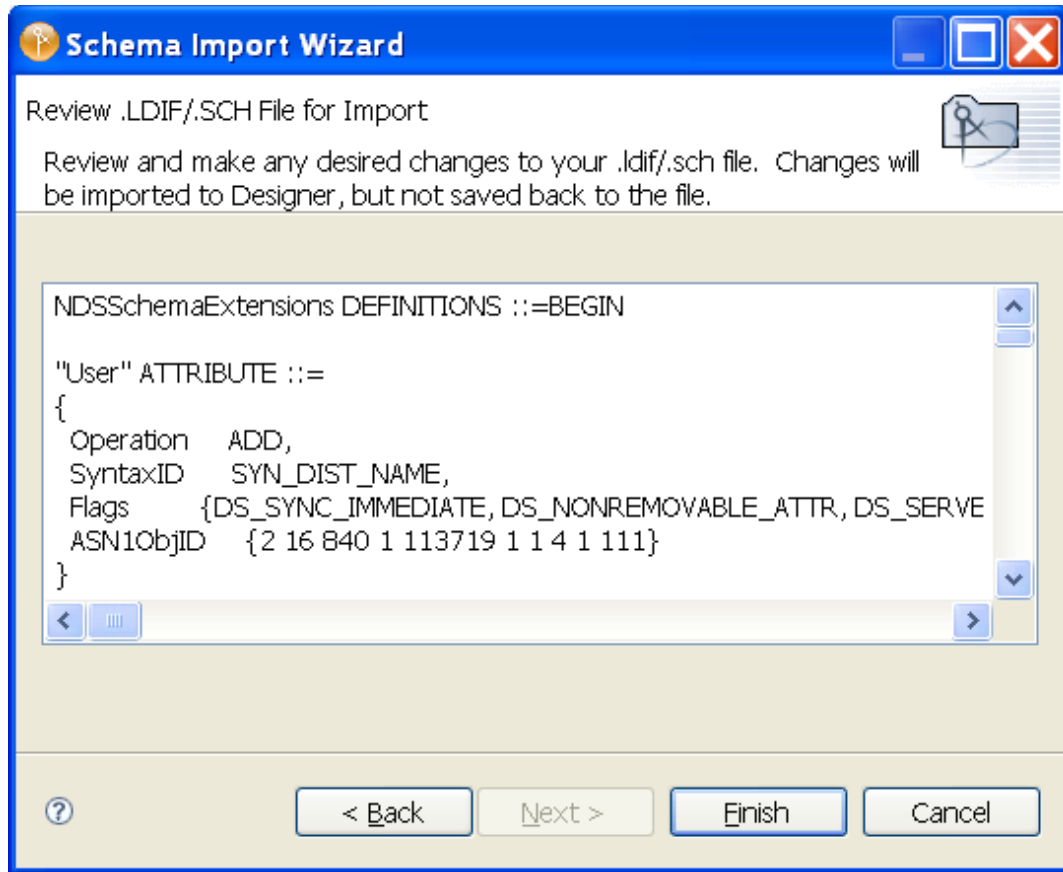 Schema Import Wizard
Review .LDIF/.SCH File for Import
Review and make any desired changes to your .ldif/.sch file.  Changes will
be imported to Designer, but not saved back to the file.
NDSSchemaExtensions DEFINITIONS ::=BEGIN
"User" ATTRIBUTE ::=
{
Operation ADD,
SyntaxID SYN_DIST_NAME,
Flags {DS_SYNC_IMMEDIATE, DS_NONREMOVABLE_ATTR, DS_SERVE
ASN1ObjID {2 16 840 1 113719 1 1 4 1 111}
}
< Back Next > Finish Cancel